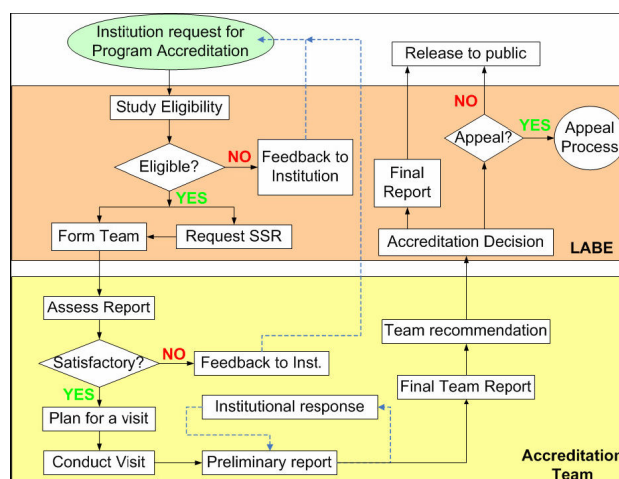 Institution request for
Program Accreditation
Study Eligibility
Eligible?
NO
Feedback to
Institution
YES
Form Team
Request SSR
Release to public
NO
Appeal?
YES
Appeal
Process
Final
Report
Accreditation Decision
LABE
Assess Report
Satisfactory?
NO
Feedback to Inst.
YES
Plan for a visit
Conduct Visit
Institutional response
Preliminary report
Team recommendation
Final Team Report
Accreditation
Team